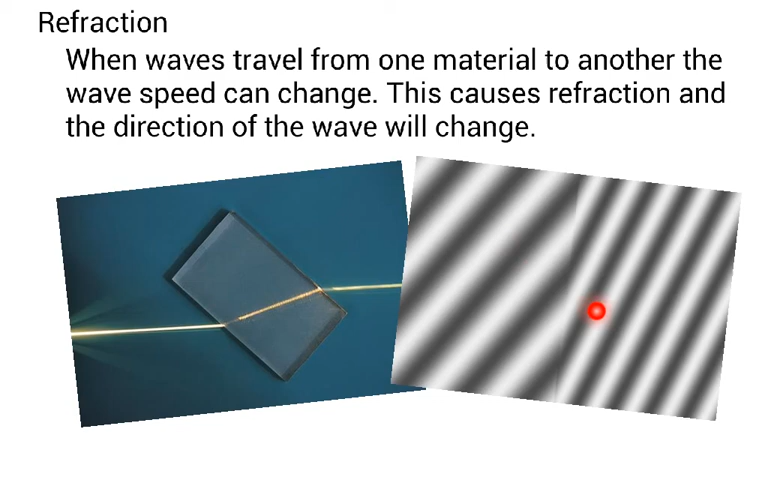 Refraction
When waves travel from one material to another the
wave speed can change. This causes refraction and
the direction of the wave will change.